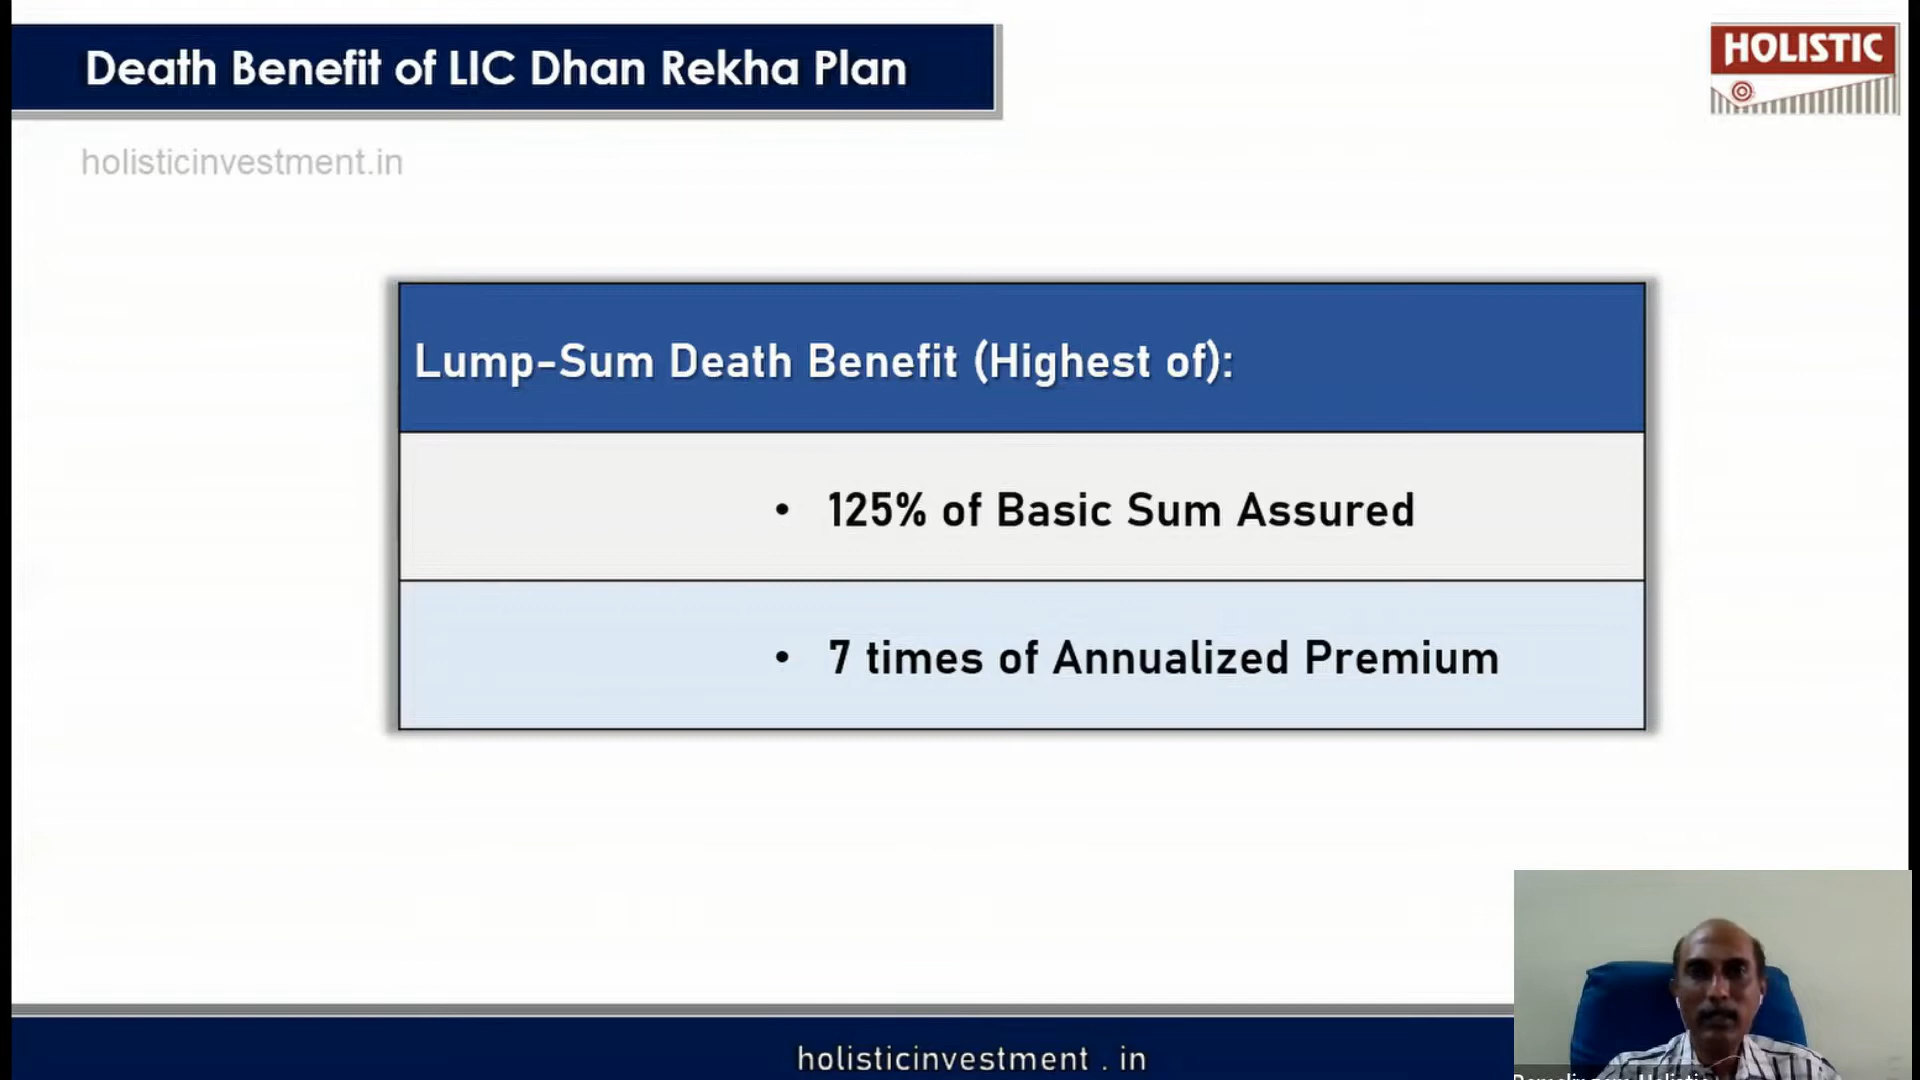 Death Benefit of LIC Dhan Rekha Plan
HOLISTIC
holisticinvestment.in
Lump-Sum Death Benefit (Highest of):
• 125% of Basic Sum Assured
• 7 times of Annualized Premium
holisticinvestment . in